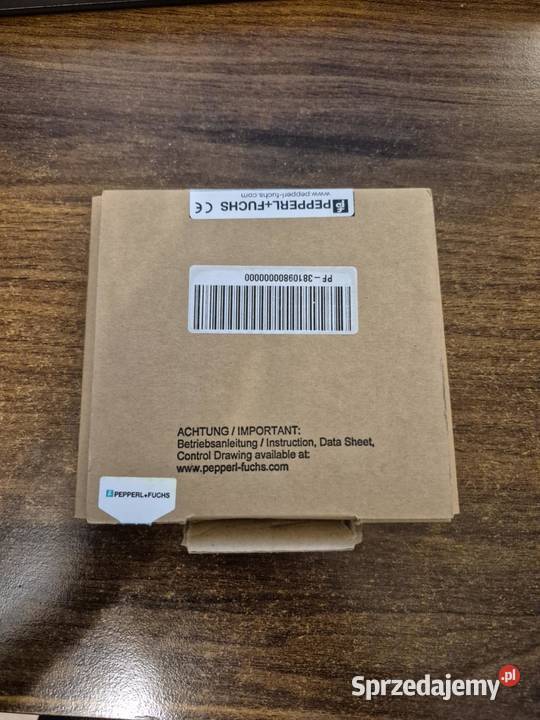 PEPPERL+FUCHS CE
www.pepperl-fuchs.com
PF-38109800000000
ACHTUNG / IMPORTANT:
Betriebsanleitung / Instruction, Data Sheet,
Control Drawing available at:
www.pepperl-fuchs.com
PEPPERL+FUCHS
Sprzedajemy.pl